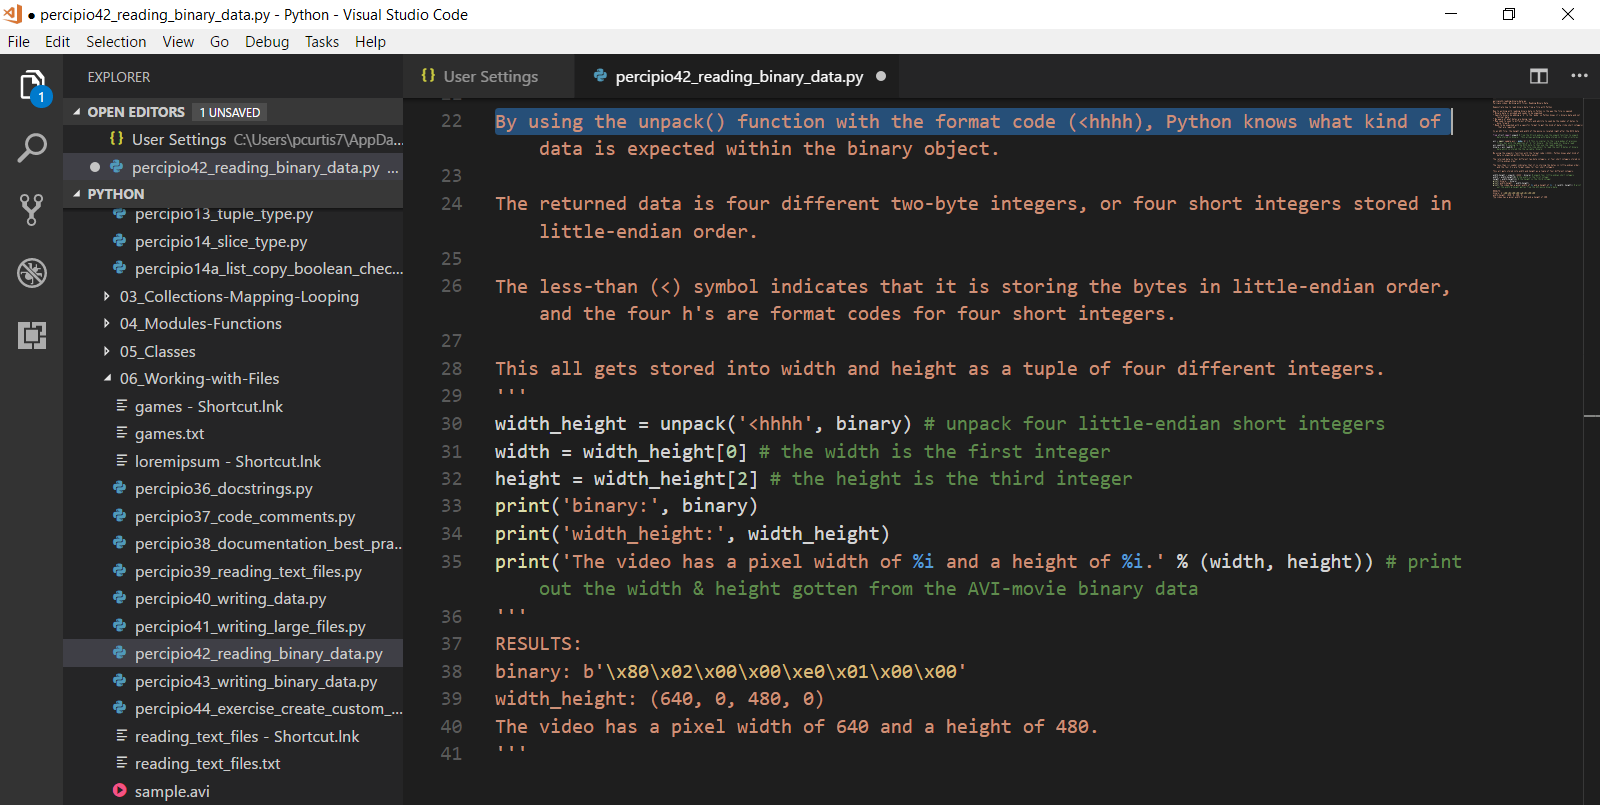 percipio42_reading_binary_data.py - Python - Visual Studio Code
File Edit Selection View Go Debug Tasks Help
EXPLORER
OPEN EDITORS 1 UNSAVED
{} User Settings C:\Users\pcurtis7\AppDa...
percipio42_reading_binary_data.py ...
PYTHON
percipio13_tuple_type.py
percipio14_slice_type.py
percipio14a_list_copy_boolean_chec...
03_Collections-Mapping-Looping
04_Modules-Functions
05_Classes
06_Working-with-Files
games - Shortcut.lnk
games.txt
loremipsum - Shortcut.lnk
percipio36_docstrings.py
percipio37_code_comments.py
percipio38_documentation_best_pra...
percipio39_reading_text_files.py
percipio40_writing_data.py
percipio41_writing_large_files.py
percipio42_reading_binary_data.py
percipio43_writing_binary_data.py
percipio44_exercise_create_custom_...
reading_text_files - Shortcut.lnk
reading_text_files.txt
sample.avi
1
{} User Settings percipio42_reading_binary_data.py
22 By using the unpack() function with the format code (<hhhh), Python knows what kind of
data is expected within the binary object.
23
24 The returned data is four different two-byte integers, or four short integers stored in
little-endian order.
25
26 The less-than (<) symbol indicates that it is storing the bytes in little-endian order,
and the four h's are format codes for four short integers.
27
28 This all gets stored into width and height as a tuple of four different integers.
29 '''
30 width_height = unpack('<hhhh', binary) # unpack four little-endian short integers
31 width = width_height[0] # the width is the first integer
32 height = width_height[2] # the height is the third integer
33 print('binary:', binary)
34 print('width_height:', width_height)
35 print('The video has a pixel width of %i and a height of %i.' % (width, height)) # print
out the width & height gotten from the AVI-movie binary data
36 '''
37 RESULTS:
38 binary: b'\x80\x02\x00\x00\xe0\x01\x00\x00'
39 width_height: (640, 0, 480, 0)
40 The video has a pixel width of 640 and a height of 480.
41 '''